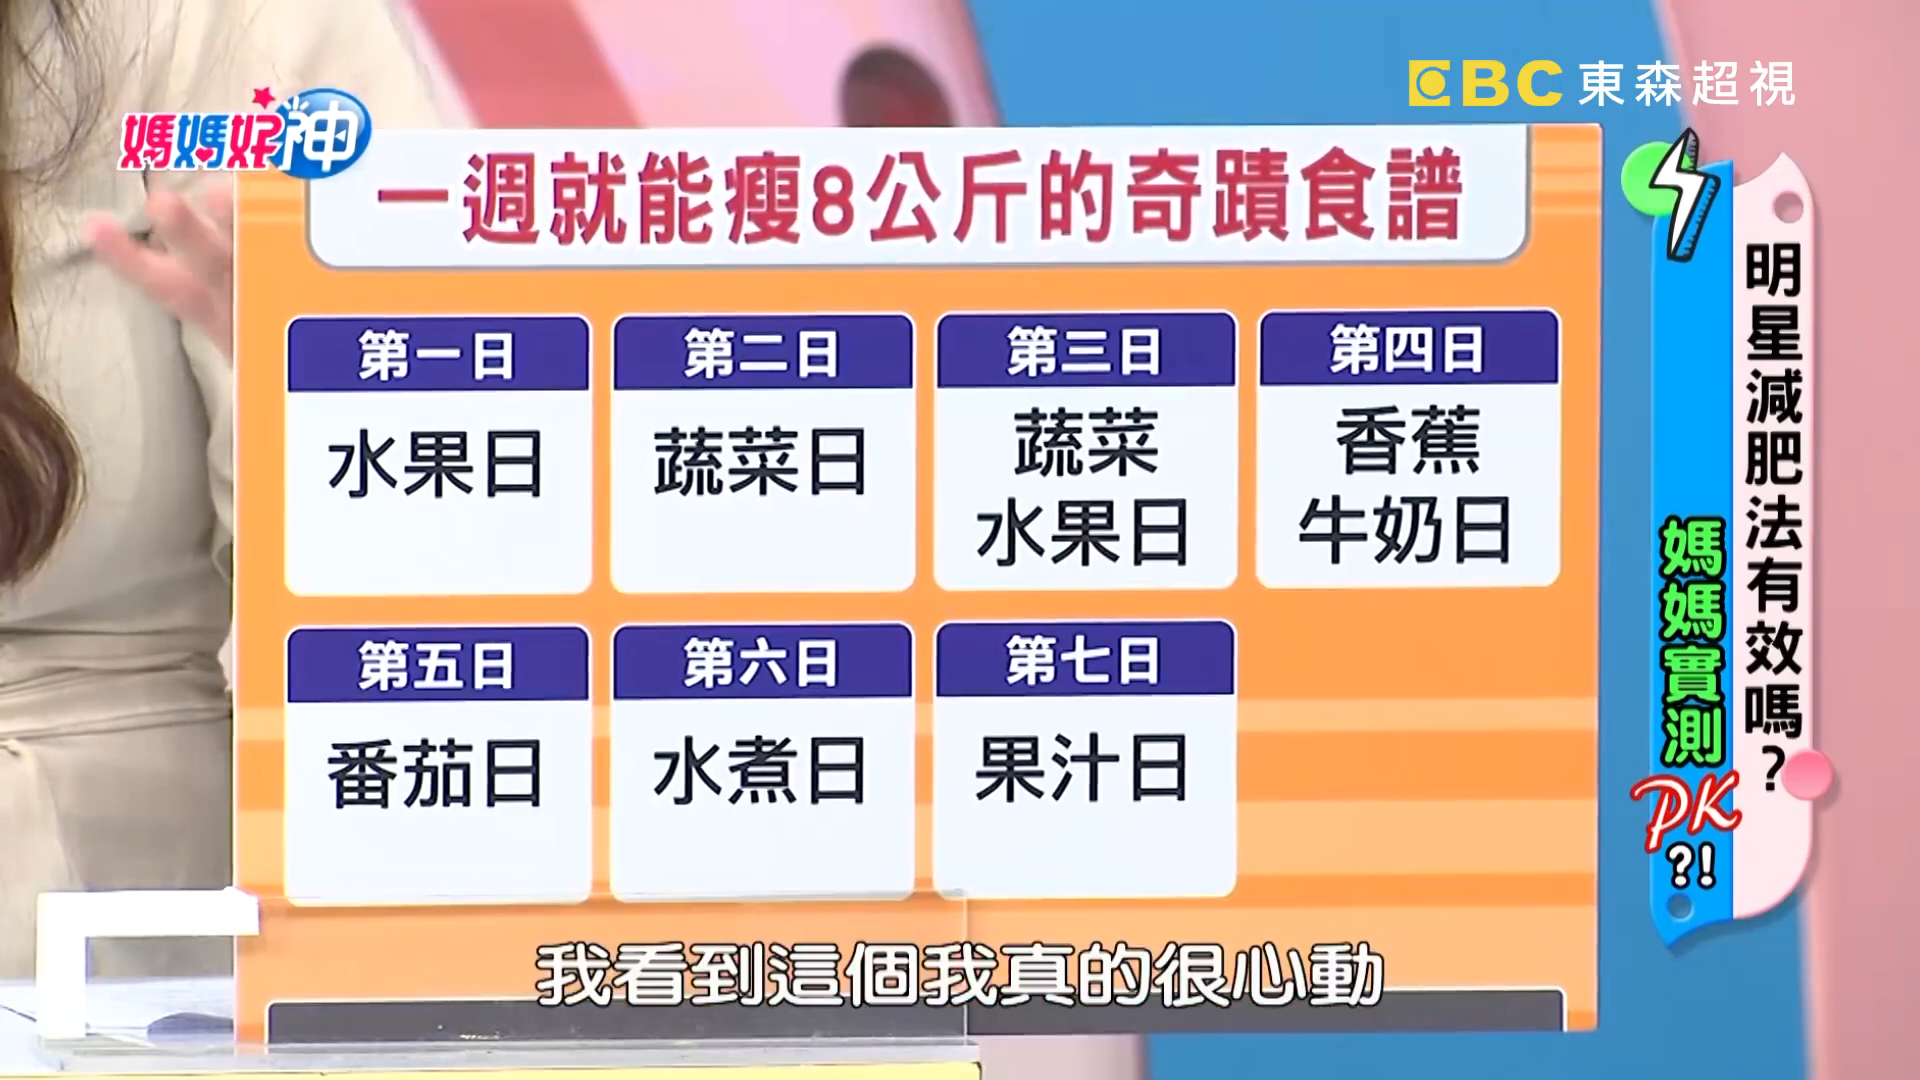 媽媽好神
EBC 東森超視
一週就能瘦8公斤的奇蹟食譜
第一日
水果日
第二日
蔬菜日
第三日
蔬菜
水果日
第四日
香蕉
牛奶日
第五日
番茄日
第六日
水煮日
第七日
果汁日
明星減肥法有效嗎?
媽媽實測PK?!
我看到這個我真的很心動